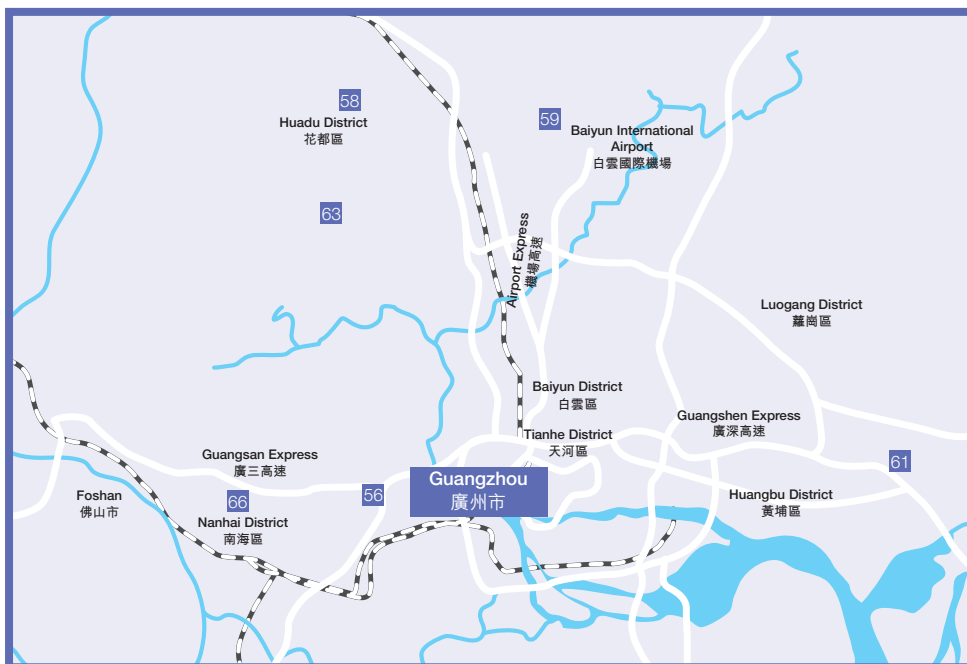 58
Huadu District
花都區
59
Baiyun International
Airport
白雲國際機場
63
Airport Express
機場高速
Luogang District
蘿崗區
Baiyun District
白雲區
Guangshen Express
廣深高速
Tianhe District
天河區
Guangsan Express
廣三高速
61
Guangzhou
廣州市
Foshan
佛山市
66
56
Nanhai District
南海區
Huangbu District
黃埔區